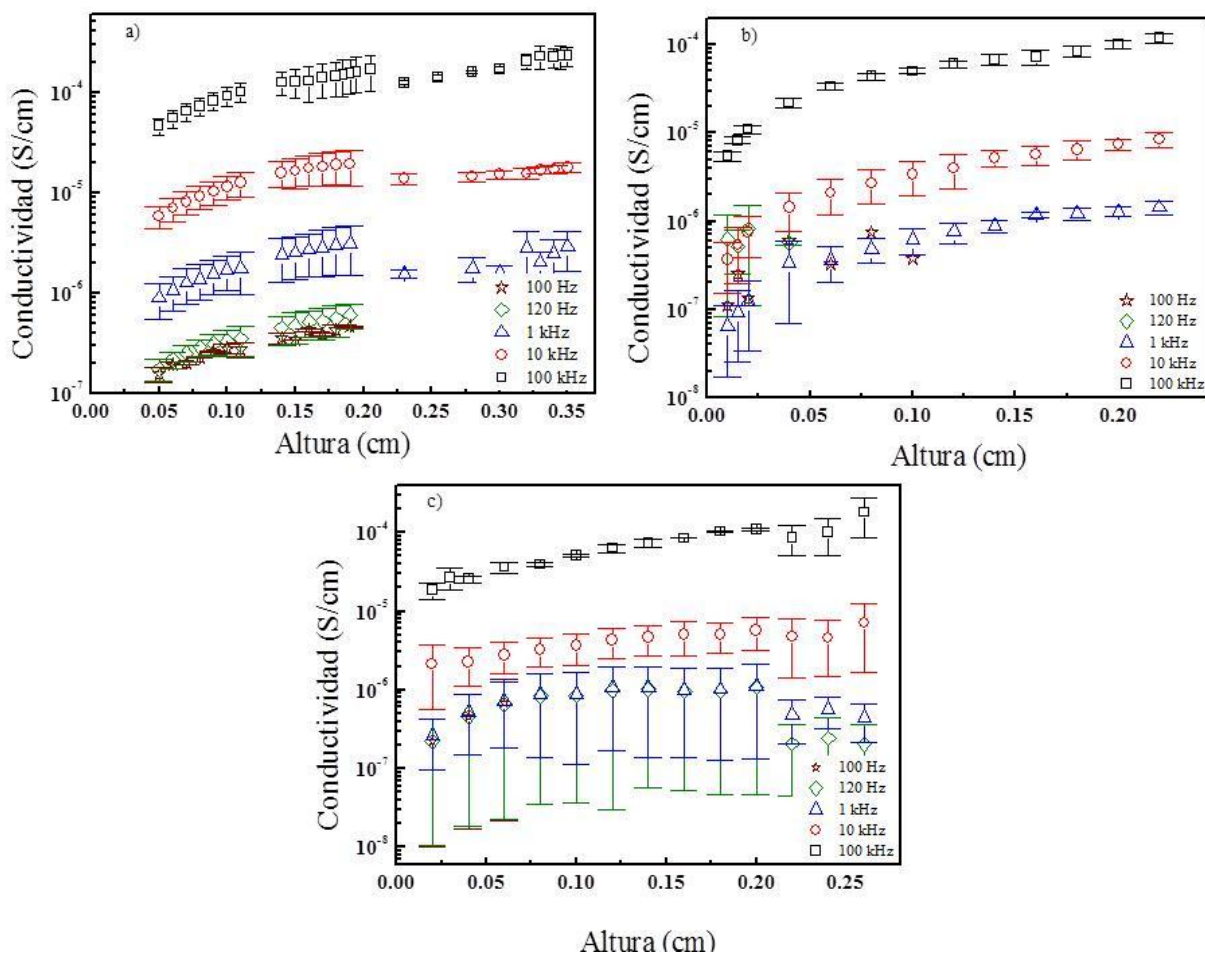 a)
Conductividad (S/cm)
10⁻⁴
10⁻⁵
10⁻⁶
10⁻⁷
0.00 0.05 0.10 0.15 0.20 0.25 0.30 0.35
Altura (cm)
100 Hz
120 Hz
1 kHz
10 kHz
100 kHz
b)
Conductividad (S/cm)
10⁻⁴
10⁻⁵
10⁻⁶
10⁻⁷
10⁻⁸
0.00 0.05 0.10 0.15 0.20
Altura (cm)
100 Hz
120 Hz
1 kHz
10 kHz
100 kHz
c)
Conductividad (S/cm)
10⁻⁴
10⁻⁵
10⁻⁶
10⁻⁷
10⁻⁸
0.00 0.05 0.10 0.15 0.20 0.25
Altura (cm)
100 Hz
120 Hz
1 kHz
10 kHz
100 kHz